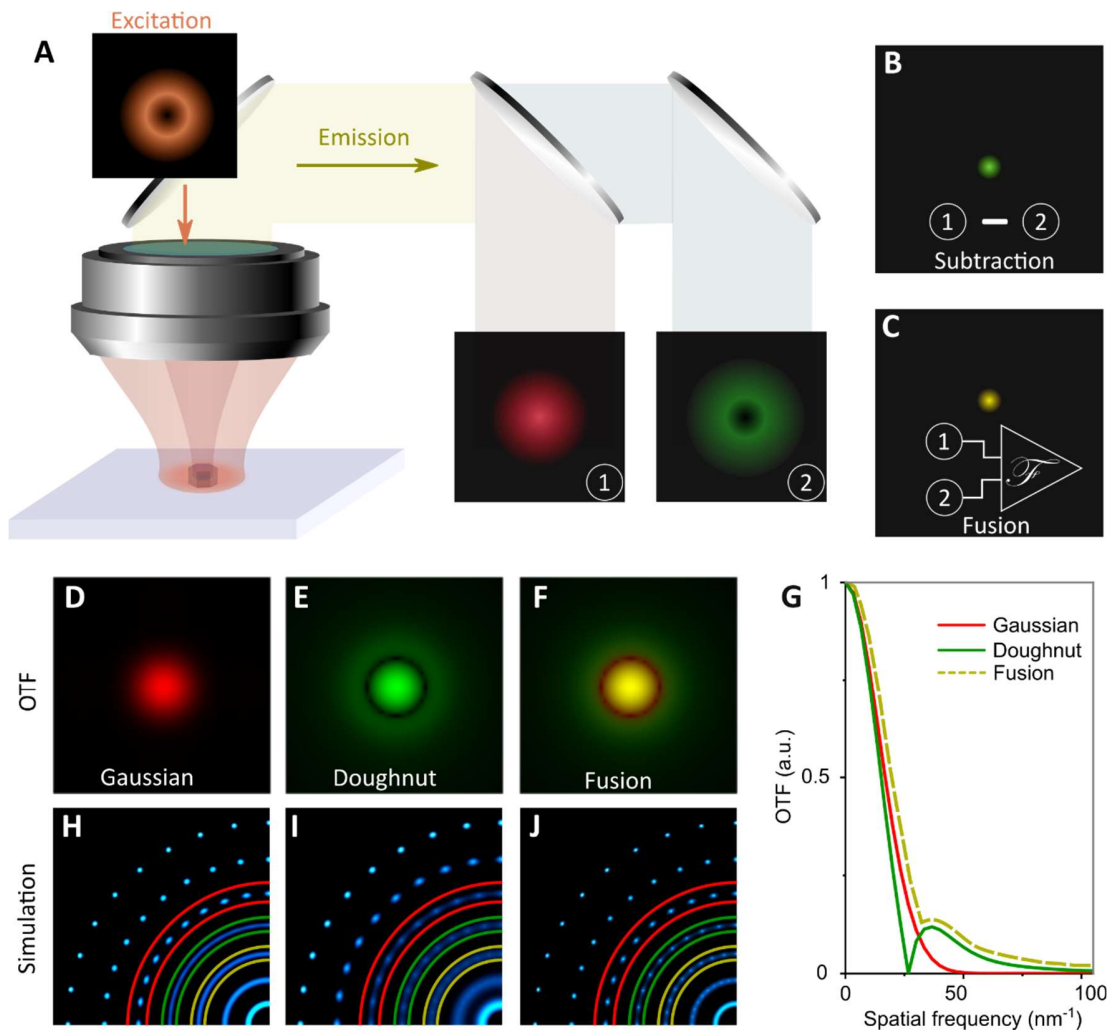 Excitation
A
Emission
1
2
B
1 2
Subtraction
C
1
2
ℱ
Fusion
OTF
D
Gaussian
E
Doughnut
F
Fusion
Simulation
H
I
J
G
Gaussian
Doughnut
Fusion
OTF (a.u.)
1
0.5
0
0 50 100
Spatial frequency (nm⁻¹)